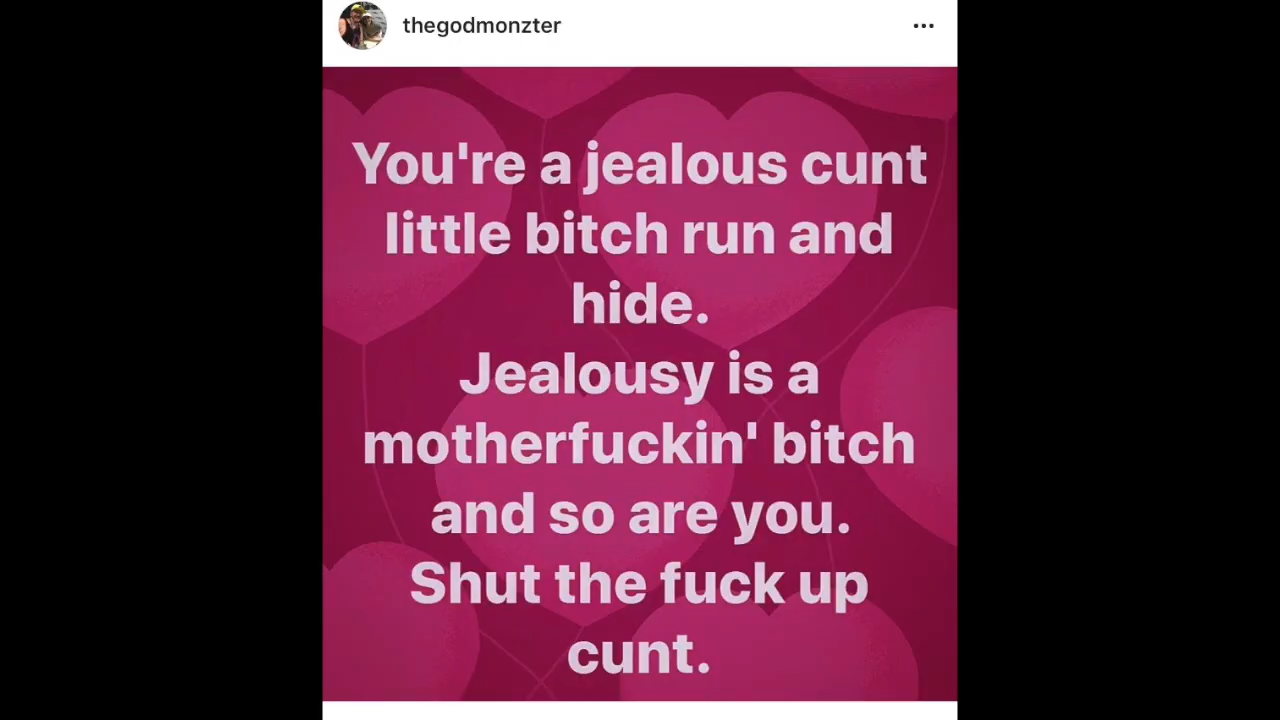 thegodmonzter
You're a jealous cunt
little bitch run and
hide.
Jealousy is a
motherfuckin' bitch
and so are you.
Shut the fuck up
cunt.